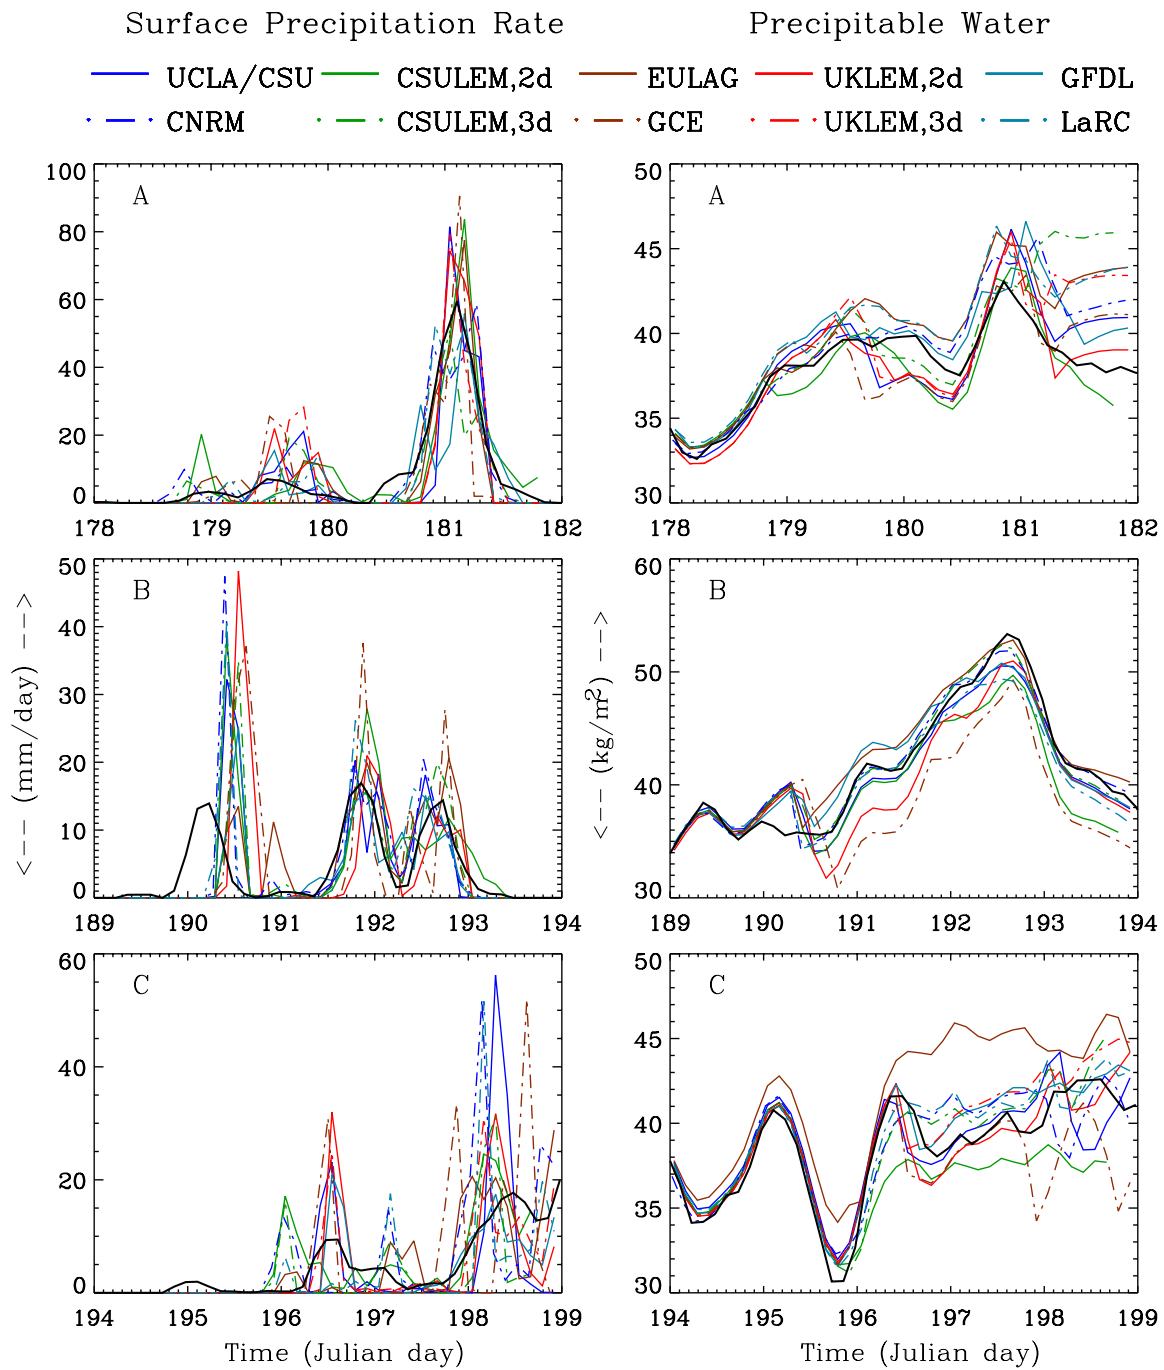 Surface Precipitation Rate Precipitable Water
UCLA/CSU CSULEM,2d EULAG UKLEM,2d GFDL
CNRM CSULEM,3d GCE UKLEM,3d LaRC
A
100
80
60
40
20
0
178 179 180 181 182
A
50
45
40
35
30
178 179 180 181 182
<-- (mm/day) -->
B
50
40
30
20
10
0
189 190 191 192 193 194
<-- (kg/m²) -->
B
60
50
40
30
189 190 191 192 193 194
C
60
40
20
0
194 195 196 197 198 199
Time (Julian day)
C
50
45
40
35
30
194 195 196 197 198 199
Time (Julian day)